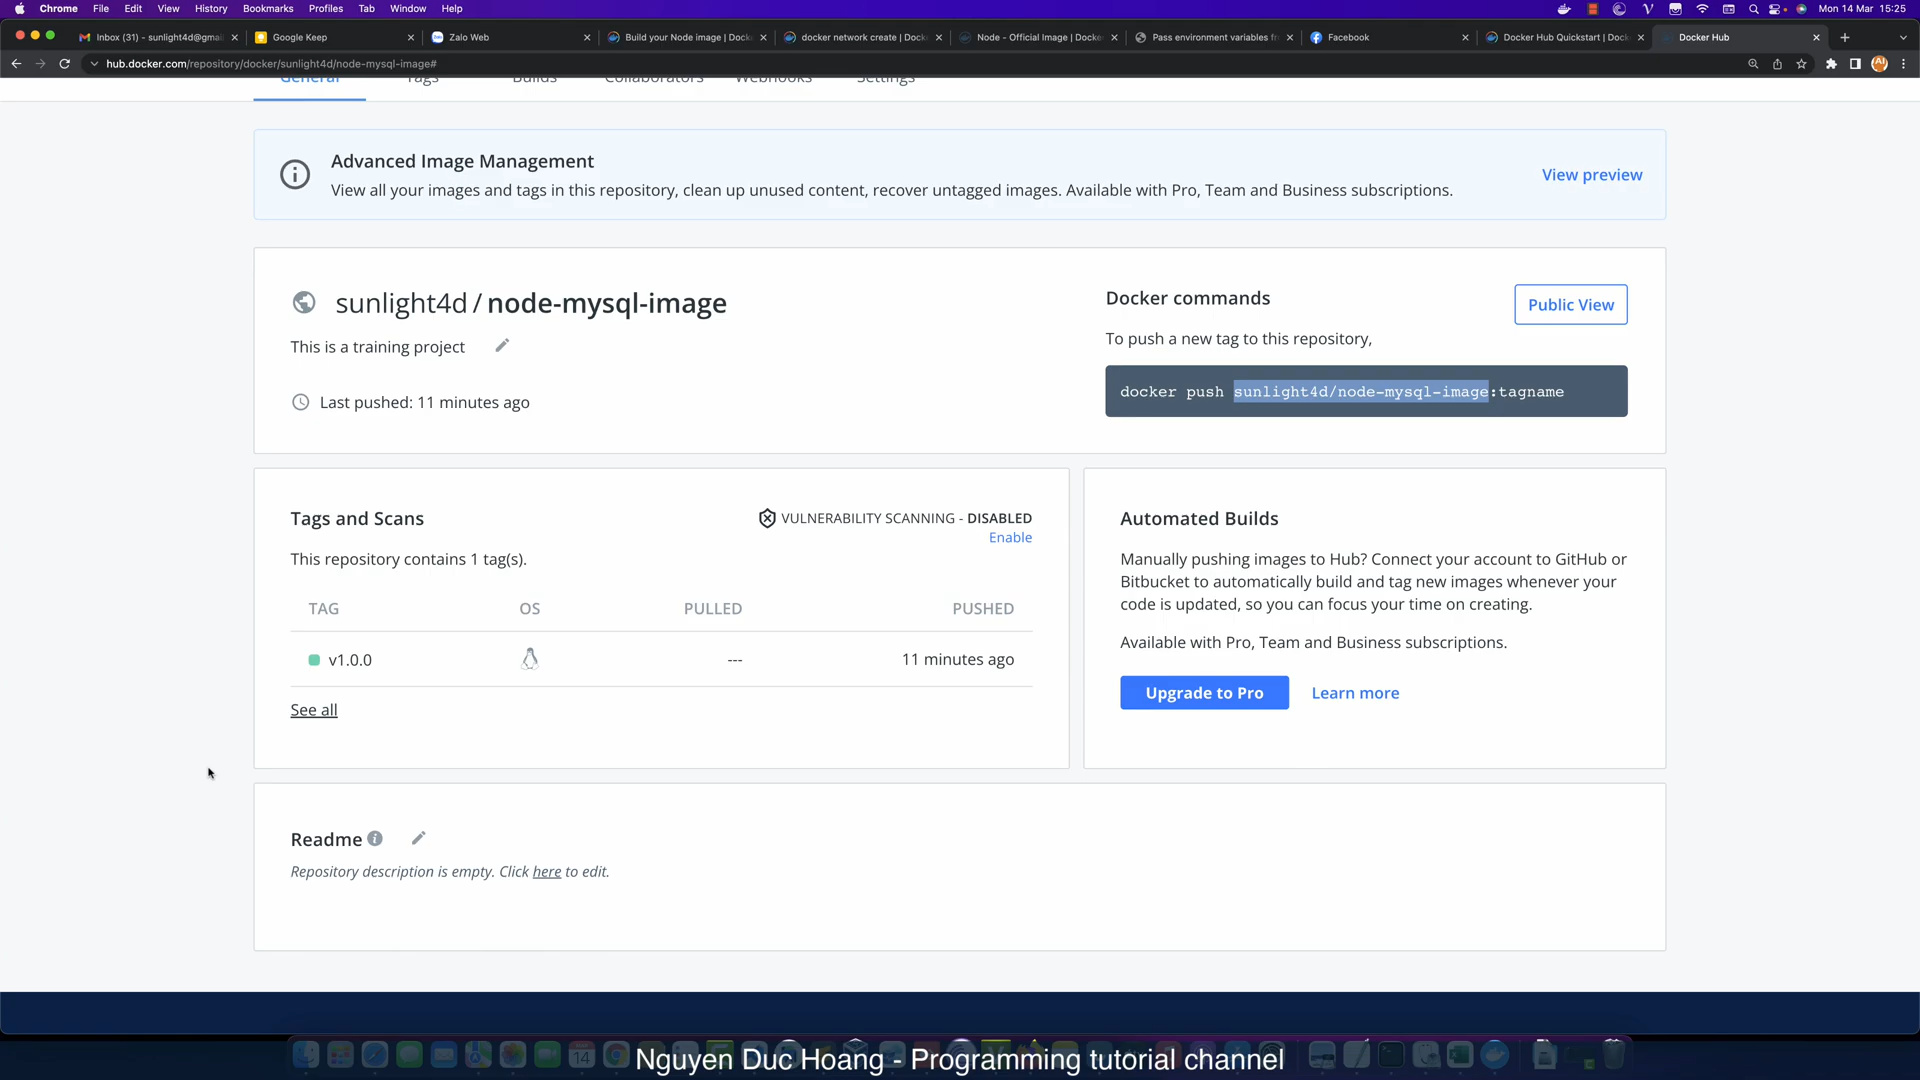 Chrome File Edit View History Bookmarks Profiles Tab Window Help Mon 14 Mar 15:25
Inbox (31) - sunlight4d@gmai Google Keep Zalo Web Build your Node image | Dock docker network create | Dock Node - Official Image | Docke Pass environment variables fr Facebook Docker Hub Quickstart | Dock Docker Hub
hub.docker.com/repository/docker/sunlight4d/node-mysql-image#
General Tags Builds Collaborators Webhooks Settings
Advanced Image Management
View all your images and tags in this repository, clean up unused content, recover untagged images. Available with Pro, Team and Business subscriptions.
View preview
sunlight4d / node-mysql-image
This is a training project
Last pushed: 11 minutes ago
Docker commands
Public View
To push a new tag to this repository,
docker push sunlight4d/node-mysql-image:tagname
Tags and Scans
VULNERABILITY SCANNING - DISABLED
Enable
This repository contains 1 tag(s).
TAG OS PULLED PUSHED
v1.0.0 --- 11 minutes ago
See all
Automated Builds
Manually pushing images to Hub? Connect your account to GitHub or
Bitbucket to automatically build and tag new images whenever your
code is updated, so you can focus your time on creating.
Available with Pro, Team and Business subscriptions.
Upgrade to Pro Learn more
Readme
Repository description is empty. Click here to edit.
14
Nguyen Duc Hoang - Programming tutorial channel